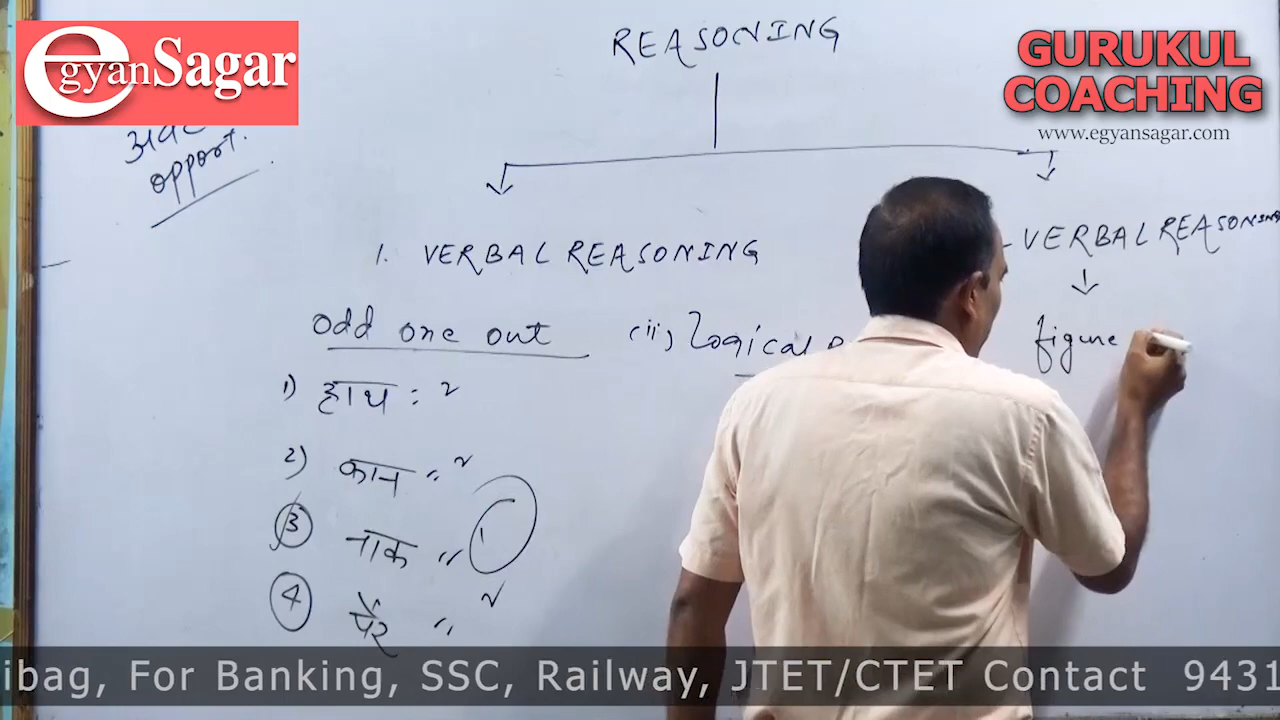 egyanSagar
GURUKUL
COACHING
www.egyansagar.com
REASONING
opport.
1. VERBAL REASONING
- VERBAL REASONING
odd one out (ii) logical
figure
1) हाथ : 2
2) कान " 2
3 नाक " 1
4 पैर " 2
ibag, For Banking, SSC, Railway, JTET/CTET Contact 9431